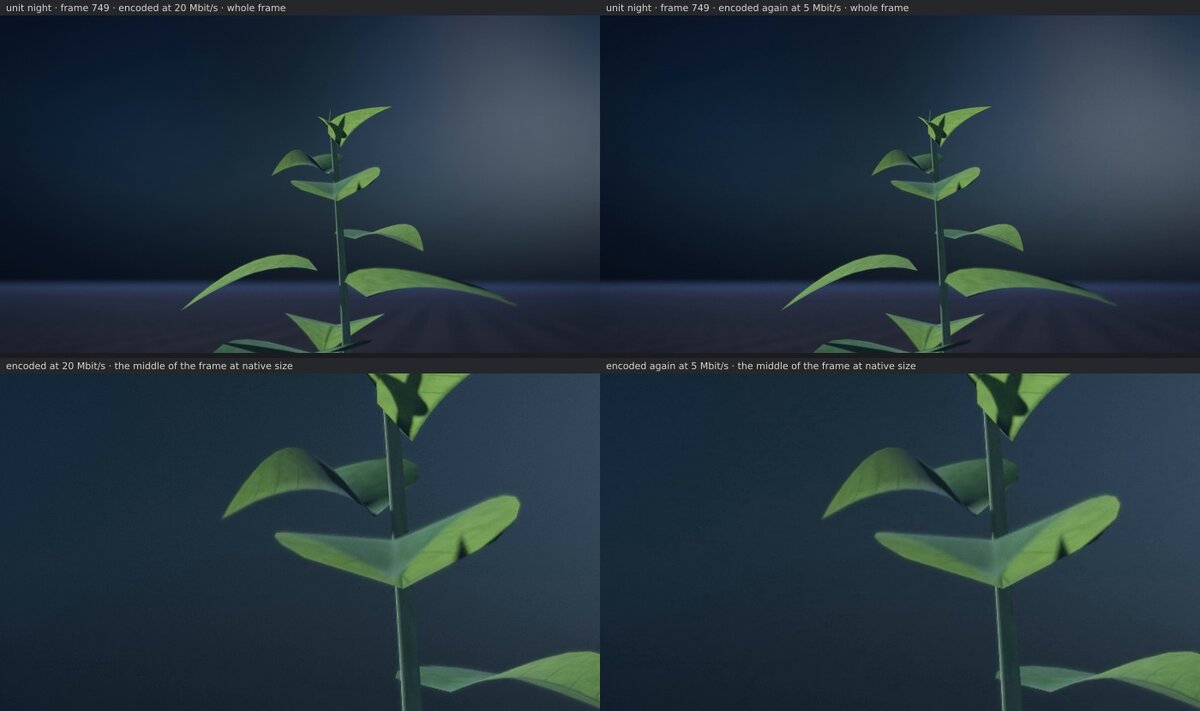 unit night · frame 749 · encoded at 20 Mbit/s · whole frame
unit night · frame 749 · encoded again at 5 Mbit/s · whole frame
encoded at 20 Mbit/s · the middle of the frame at native size
encoded again at 5 Mbit/s · the middle of the frame at native size